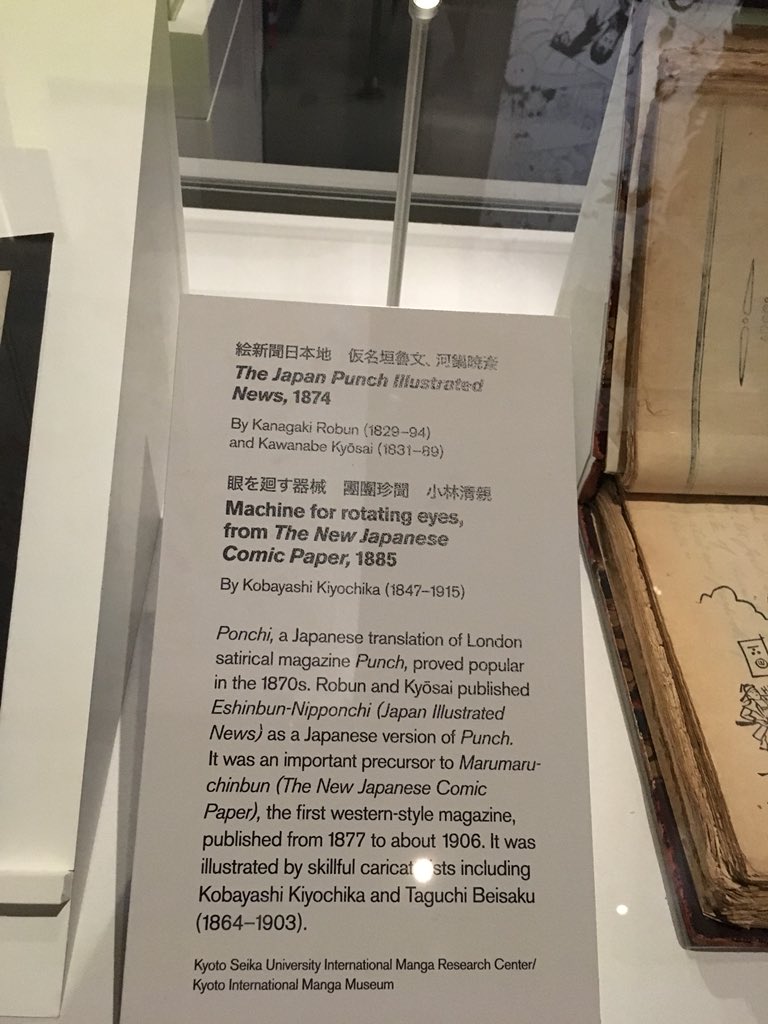 絵新聞日本地 仮名垣魯文、河鍋暁斎
The Japan Punch Illustrated
News, 1874
By Kanagaki Robun (1829–94)
and Kawanabe Kyōsai (1831–89)
眼を廻す器械 團團珍聞 小林清親
Machine for rotating eyes,
from The New Japanese
Comic Paper, 1885
By Kobayashi Kiyochika (1847–1915)
Ponchi, a Japanese translation of London
satirical magazine Punch, proved popular
in the 1870s. Robun and Kyōsai published
Eshinbun-Nipponchi (Japan Illustrated
News) as a Japanese version of Punch.
It was an important precursor to Marumaru-
chinbun (The New Japanese Comic
Paper), the first western-style magazine,
published from 1877 to about 1906. It was
illustrated by skillful caricaturists including
Kobayashi Kiyochika and Taguchi Beisaku
(1864–1903).
Kyoto Seika University International Manga Research Center/
Kyoto International Manga Museum